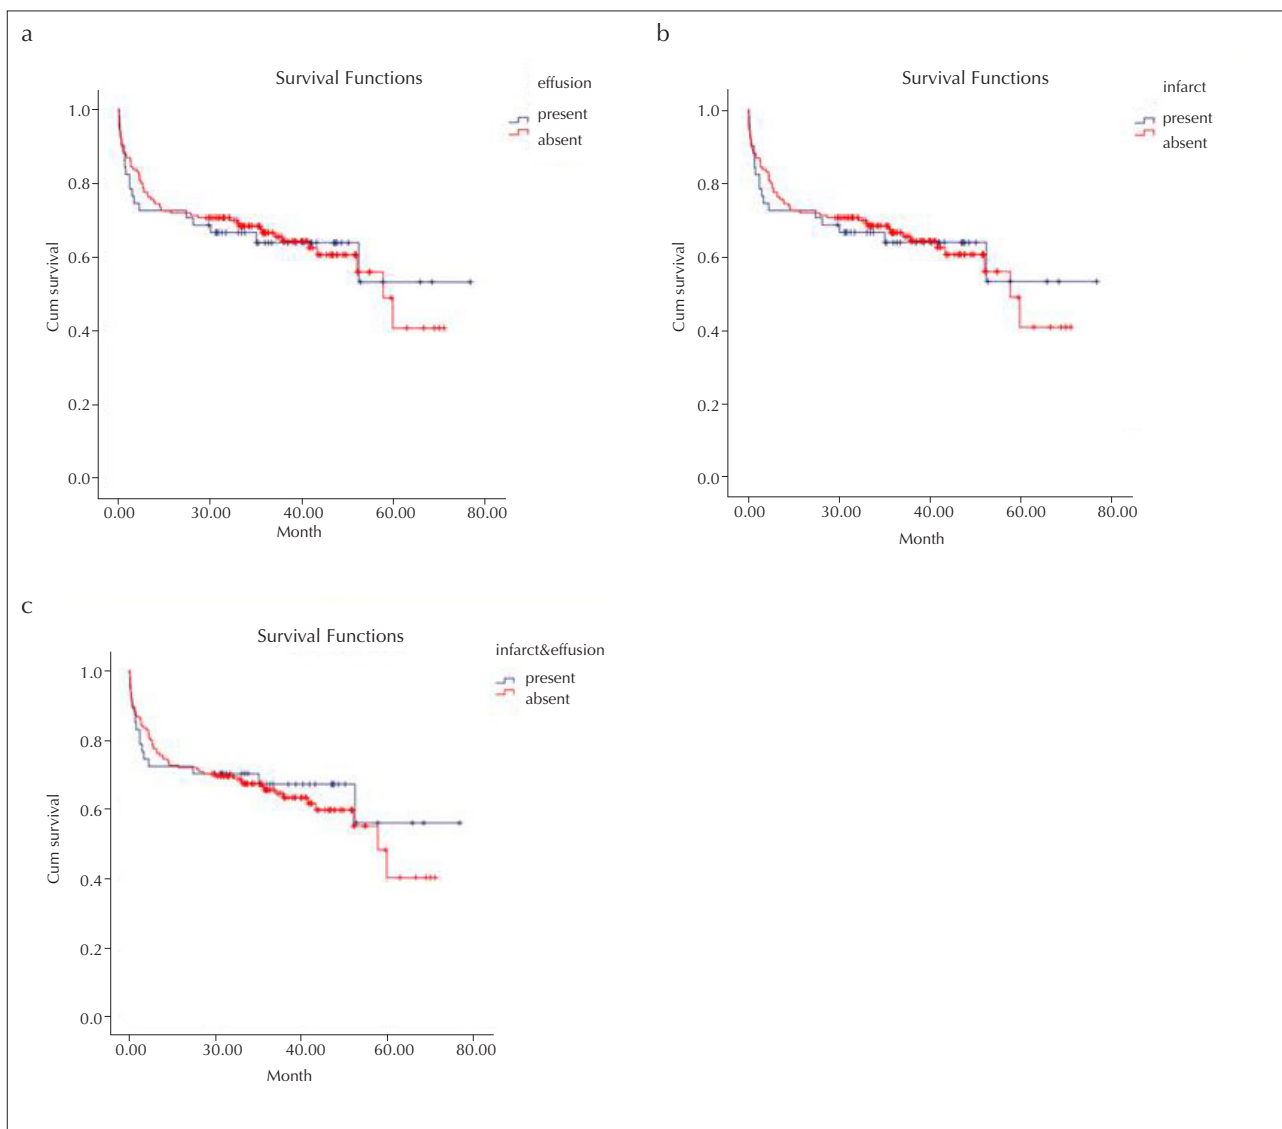 a
Survival Functions
effusion
present
absent
Cum survival
1.0
0.8
0.6
0.4
0.2
0.0
0.00 30.00 40.00 60.00 80.00
Month
b
Survival Functions
infarct
present
absent
Cum survival
1.0
0.8
0.6
0.4
0.2
0.0
0.00 30.00 40.00 60.00 80.00
Month
c
Survival Functions
infarct&effusion
present
absent
Cum survival
1.0
0.8
0.6
0.4
0.2
0.0
0.00 30.00 40.00 60.00 80.00
Month